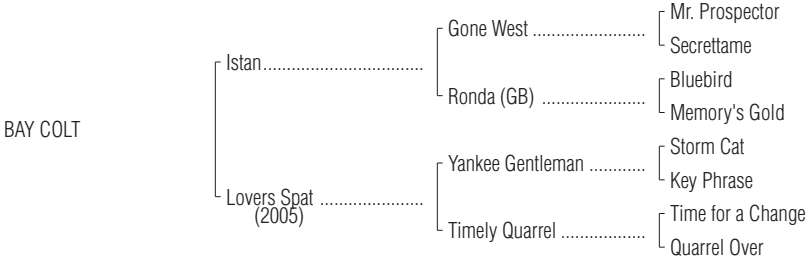 Mr. Prospector
Gone West ........................
Secrettame
Istan..................................
Bluebird
Ronda (GB) ......................
Memory's Gold
BAY COLT
Storm Cat
Yankee Gentleman ............
Key Phrase
Lovers Spat ......................
(2005)
Time for a Change
Timely Quarrel ..................
Quarrel Over